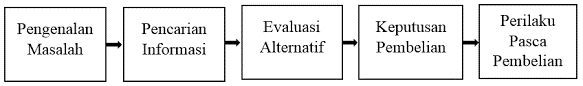 Pengenalan
Masalah
Pencarian
Informasi
Evaluasi
Alternatif
Keputusan
Pembelian
Perilaku
Pasca
Pembelian